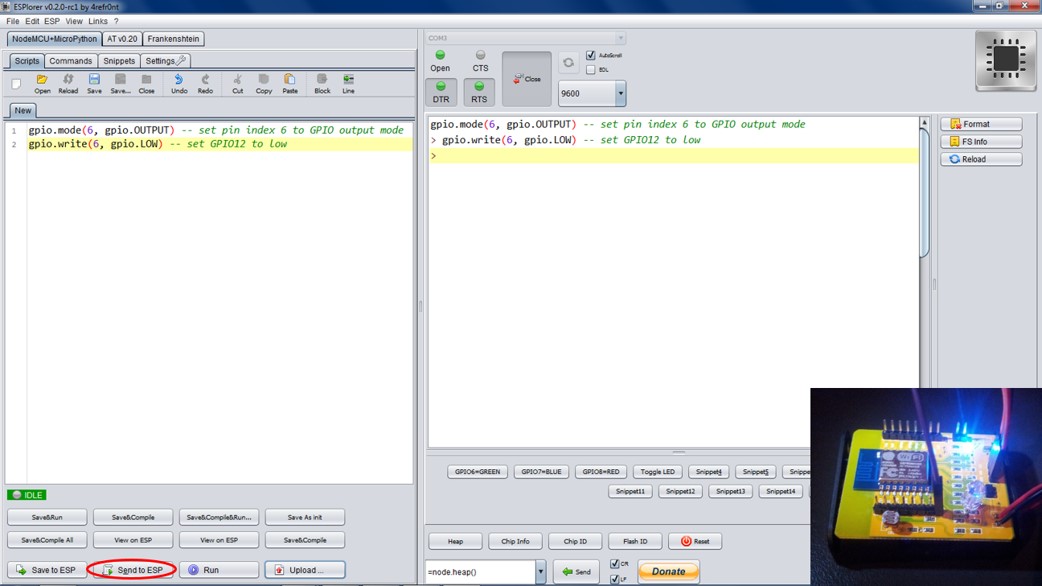 ESPlorer v0.2.0-rc1 by 4refr0nt
File Edit ESP View Links ?
NodeMCU+MicroPython AT v0.20 Frankenshtein
Scripts Commands Snippets Settings
Open Reload Save Save... Close Undo Redo Cut Copy Paste Block Line
New
1 gpio.mode(6, gpio.OUTPUT) -- set pin index 6 to GPIO output mode
2 gpio.write(6, gpio.LOW) -- set GPIO12 to low
IDLE
Save&Run Save&Compile Save&Compile&Run... Save As init
Save&Compile All View on ESP View on ESP Save&Compile
Save to ESP Send to ESP Run Upload ...
COM3
Open CTS Close AutoScroll
EOL
DTR RTS 9600
gpio.mode(6, gpio.OUTPUT) -- set pin index 6 to GPIO output mode
> gpio.write(6, gpio.LOW) -- set GPIO12 to low
>
Format
FS Info
Reload
GPIO6=GREEN GPIO7=BLUE GPIO8=RED Toggle LED Snippet4 Snippet5 Snippe
Snippet11 Snippet12 Snippet13 Snippet14
Heap Chip Info Chip ID Flash ID Reset
=node.heap() Send CR Donate
LF
WiFi
FC